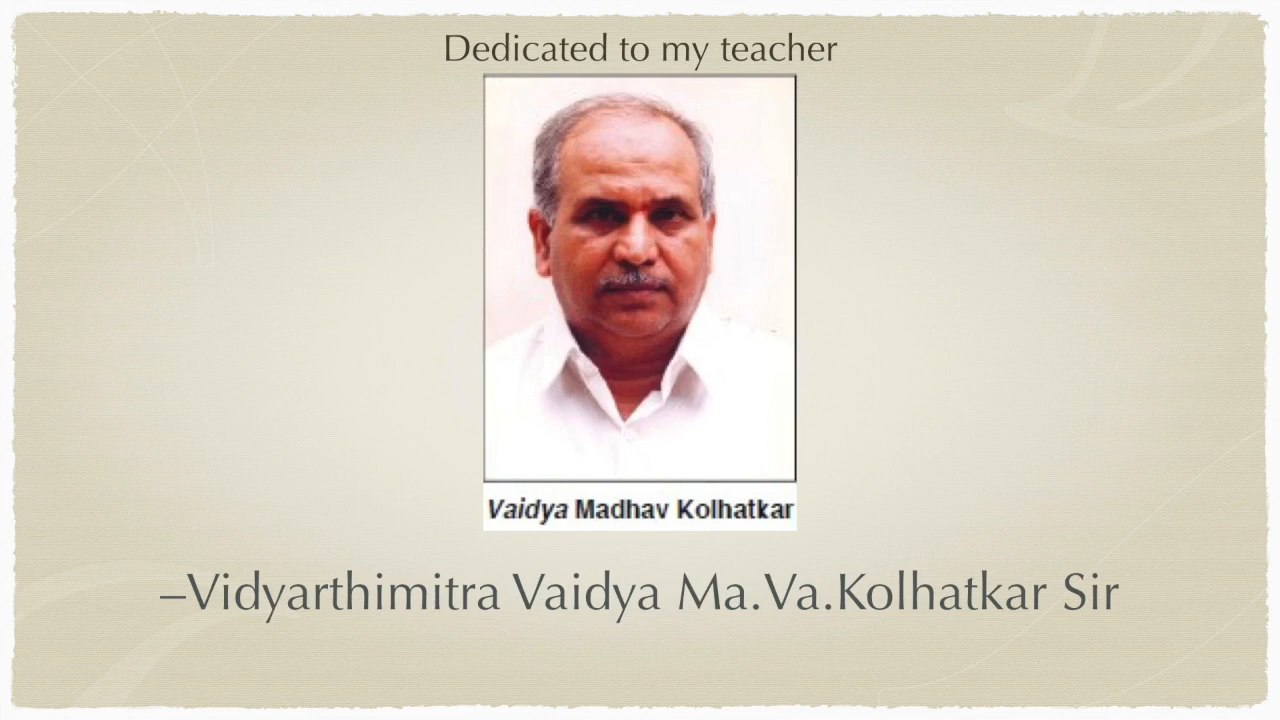 Dedicated to my teacher
Vaidya Madhav Kolhatkar
–Vidyarthimitra Vaidya Ma.Va.Kolhatkar Sir